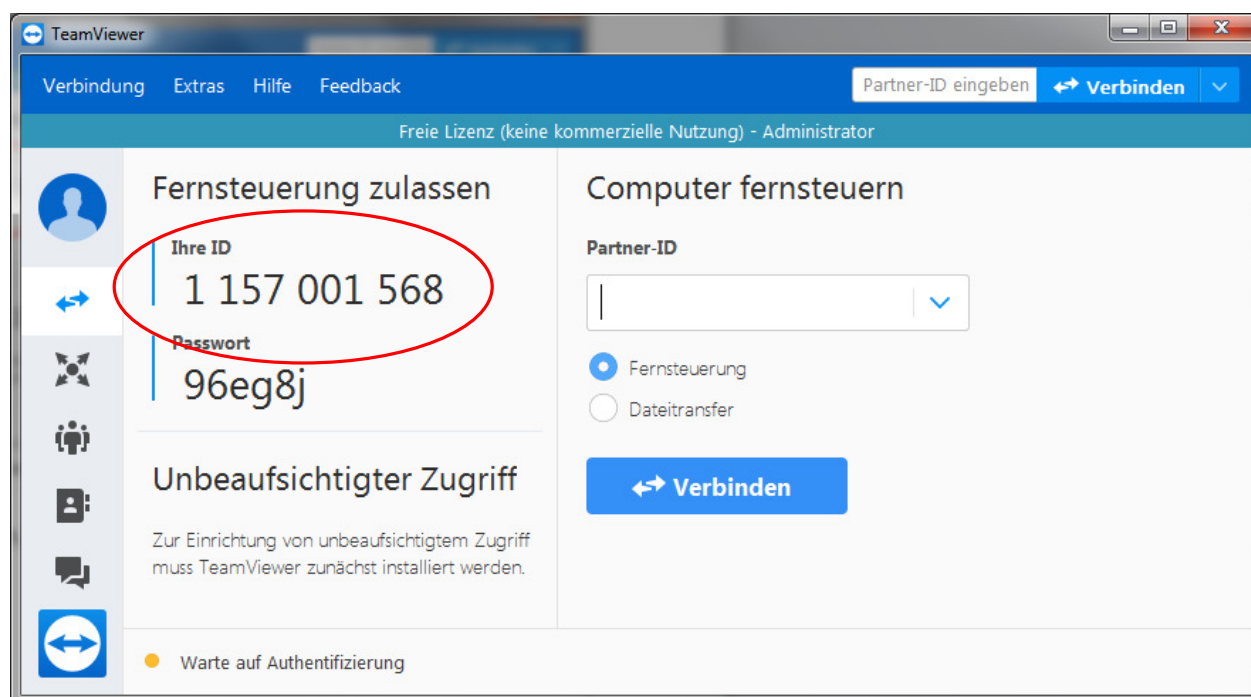 TeamViewer
Verbindung Extras Hilfe Feedback
Partner-ID eingeben Verbinden
Freie Lizenz (keine kommerzielle Nutzung) - Administrator
Fernsteuerung zulassen
Ihre ID
1 157 001 568
Passwort
96eg8j
Unbeaufsichtigter Zugriff
Zur Einrichtung von unbeaufsichtigtem Zugriff
muss TeamViewer zunächst installiert werden.
Computer fernsteuern
Partner-ID
Fernsteuerung
Dateitransfer
Verbinden
Warte auf Authentifizierung